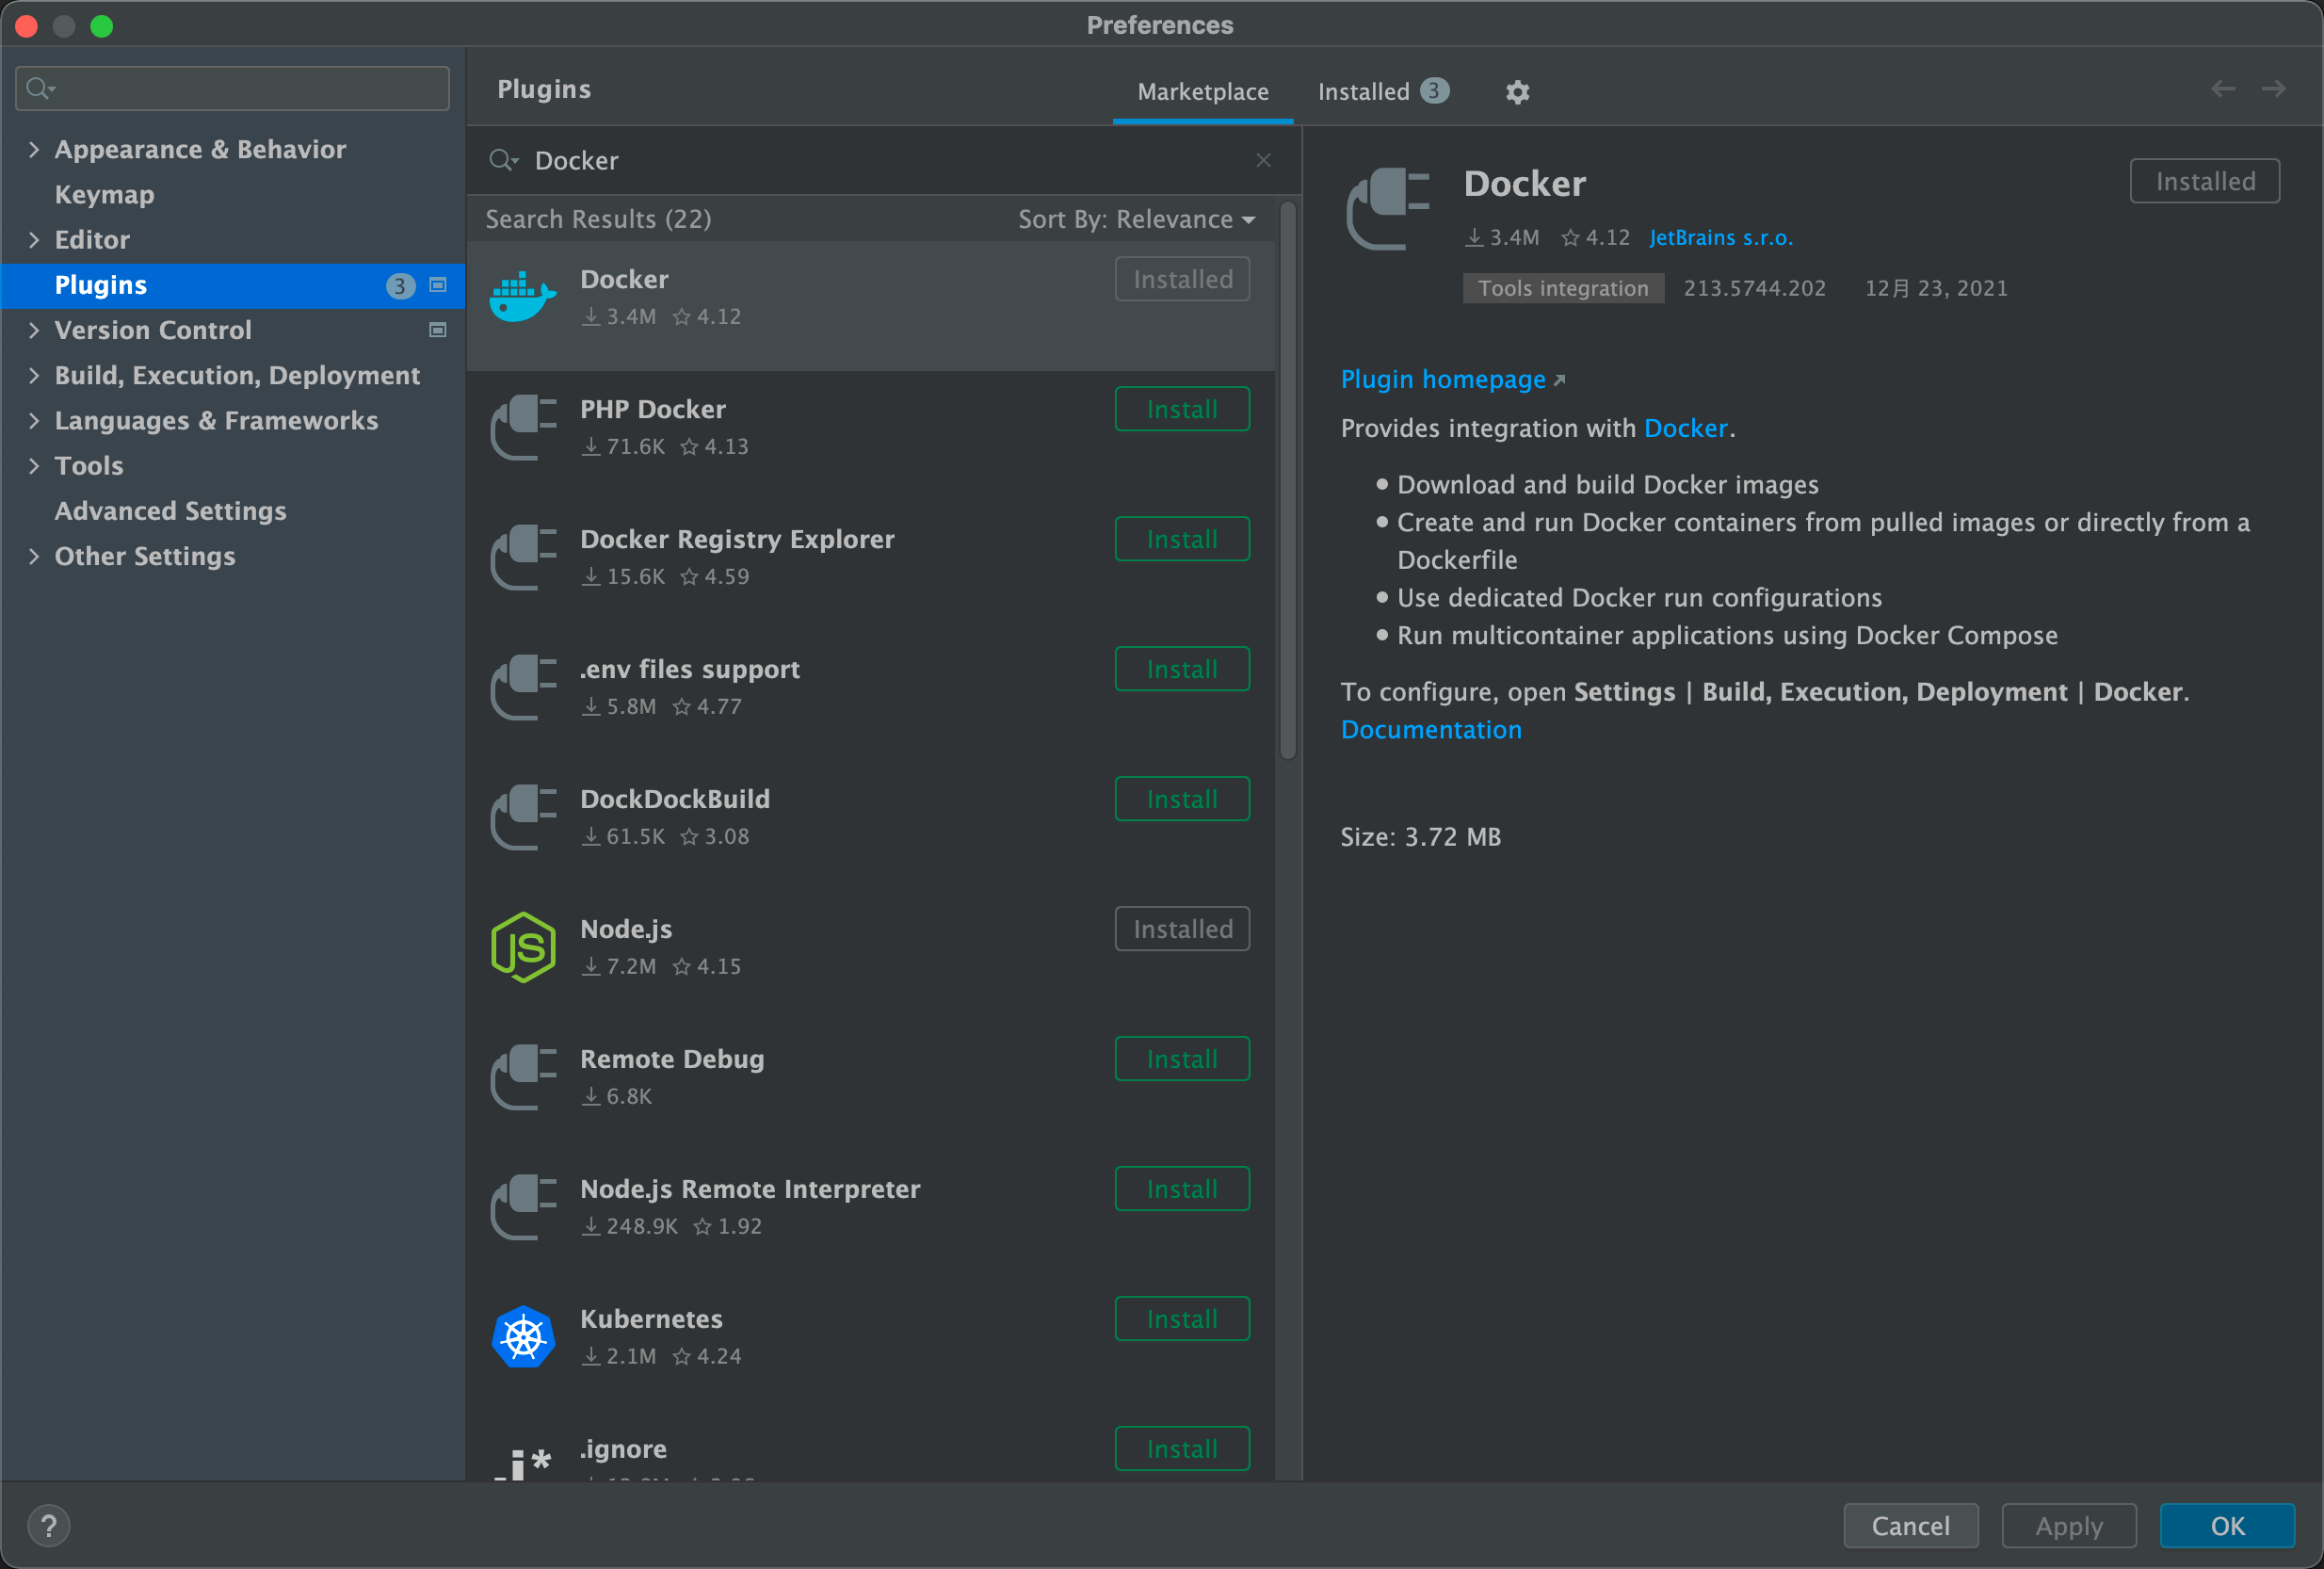 Preferences
Appearance & Behavior
Keymap
Editor
Plugins 3
Version Control
Build, Execution, Deployment
Languages & Frameworks
Tools
Advanced Settings
Other Settings
Plugins
Marketplace
Installed 3
Docker
Search Results (22)
Sort By: Relevance
Docker
Installed
3.4M 4.12
PHP Docker
Install
71.6K 4.13
Docker Registry Explorer
Install
15.6K 4.59
.env files support
Install
5.8M 4.77
DockDockBuild
Install
61.5K 3.08
Node.js
Installed
7.2M 4.15
Remote Debug
Install
6.8K
Node.js Remote Interpreter
Install
248.9K 1.92
Kubernetes
Install
2.1M 4.24
.ignore
Install
.i*
Docker
Installed
3.4M 4.12 JetBrains s.r.o.
Tools integration 213.5744.202 12月 23, 2021
Plugin homepage
Provides integration with Docker.
Download and build Docker images
Create and run Docker containers from pulled images or directly from a
Dockerfile
Use dedicated Docker run configurations
Run multicontainer applications using Docker Compose
To configure, open Settings | Build, Execution, Deployment | Docker.
Documentation
Size: 3.72 MB
?
Cancel
Apply
OK